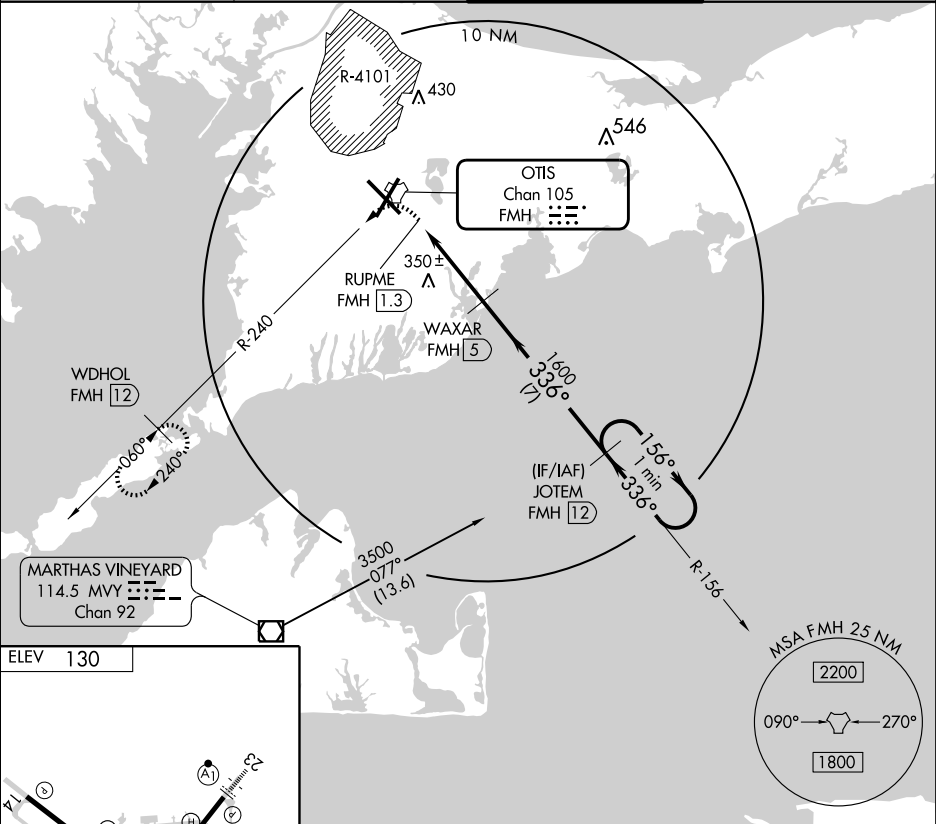 10 NM
R-4101
430
546
OTIS
Chan 105
FMH
RUPME
FMH 1.3
350±
WAXAR
FMH 5
R-240
1600
336°
(7)
WDHOL
FMH 12
060°
240°
(IF/IAF)
JOTEM
FMH 12
156°
1 min
336°
R-156
3500
077°
(13.6)
MARTHAS VINEYARD
114.5 MVY
Chan 92
MSA FMH 25 NM
2200
090°
270°
1800
ELEV 130
A1
23
14
P
P
H